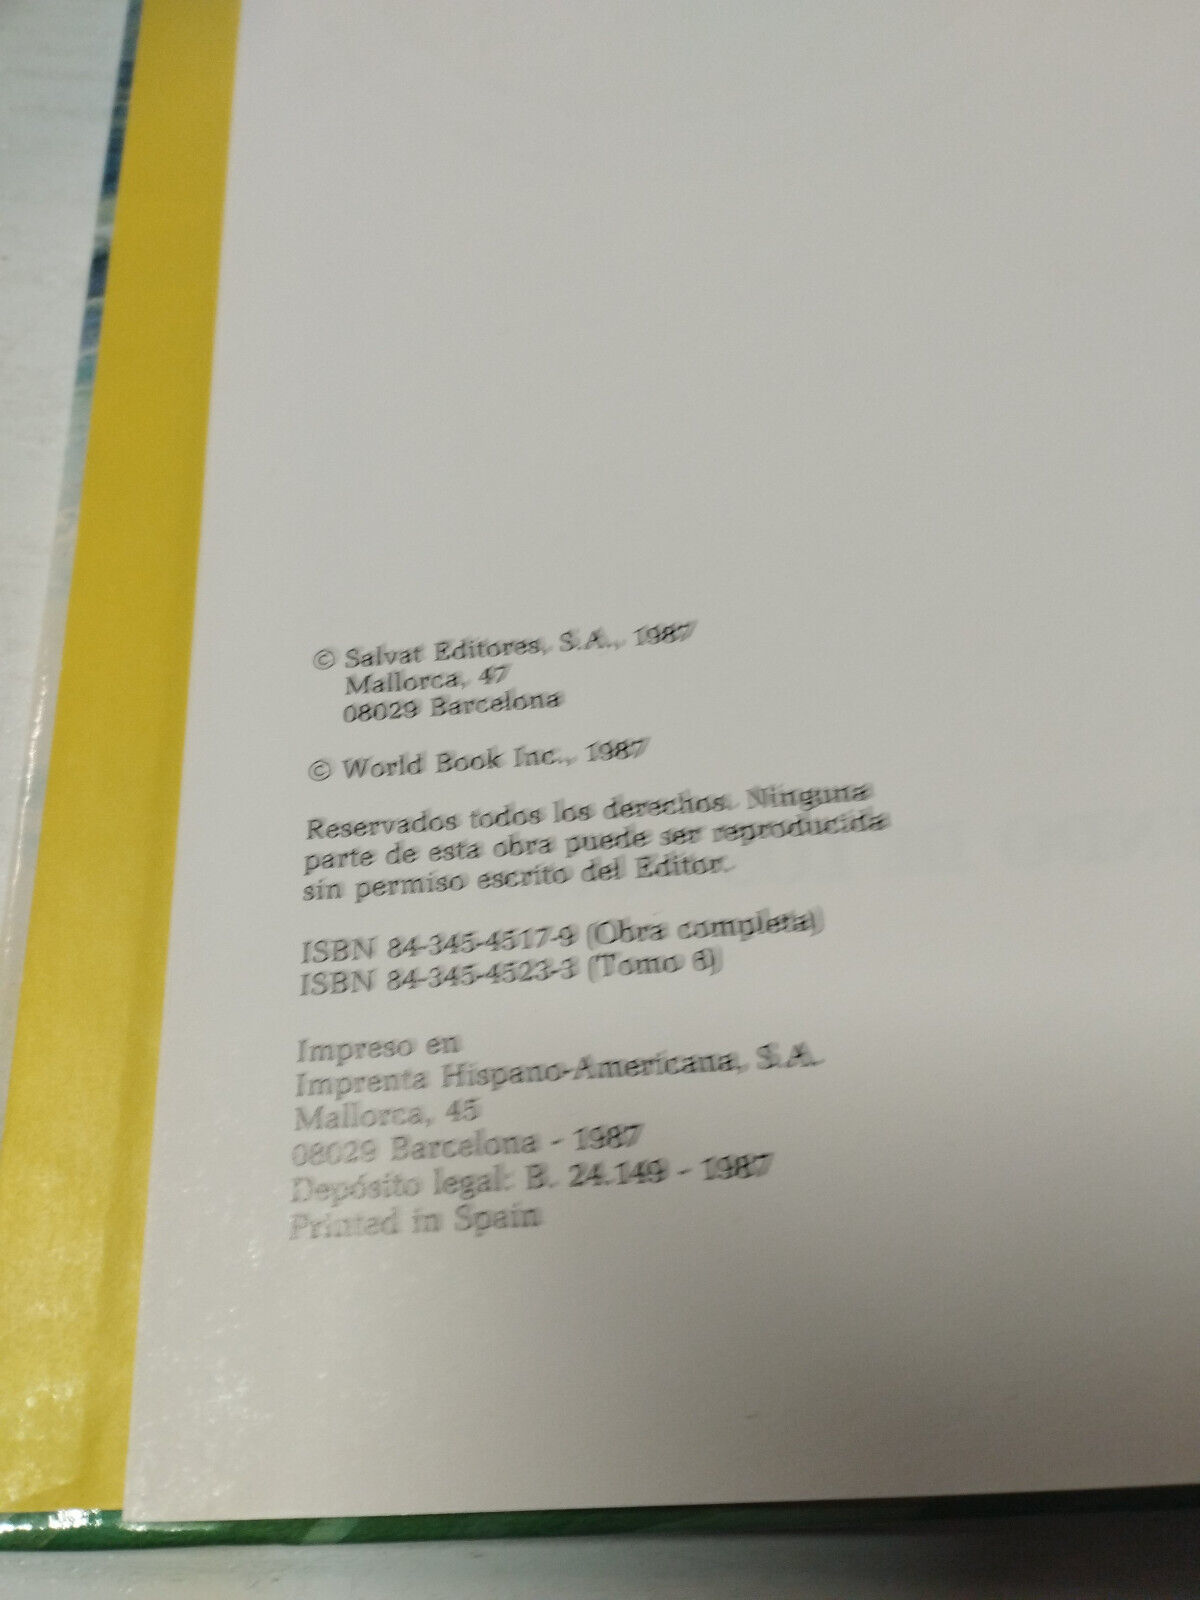 © Salvat Editores, S.A., 1987
Mallorca, 47
08029 Barcelona
© World Book Inc., 1987
Reservados todos los derechos. Ninguna
parte de esta obra puede ser reproducida
sin permiso escrito del Editor.
ISBN 84-345-4517-9 (Obra completa)
ISBN 84-345-4523-3 (Tomo 6)
Impreso en
Imprenta Hispano-Americana, S.A.
Mallorca, 45
08029 Barcelona - 1987
Depósito legal: B. 24.149 - 1987
Printed in Spain